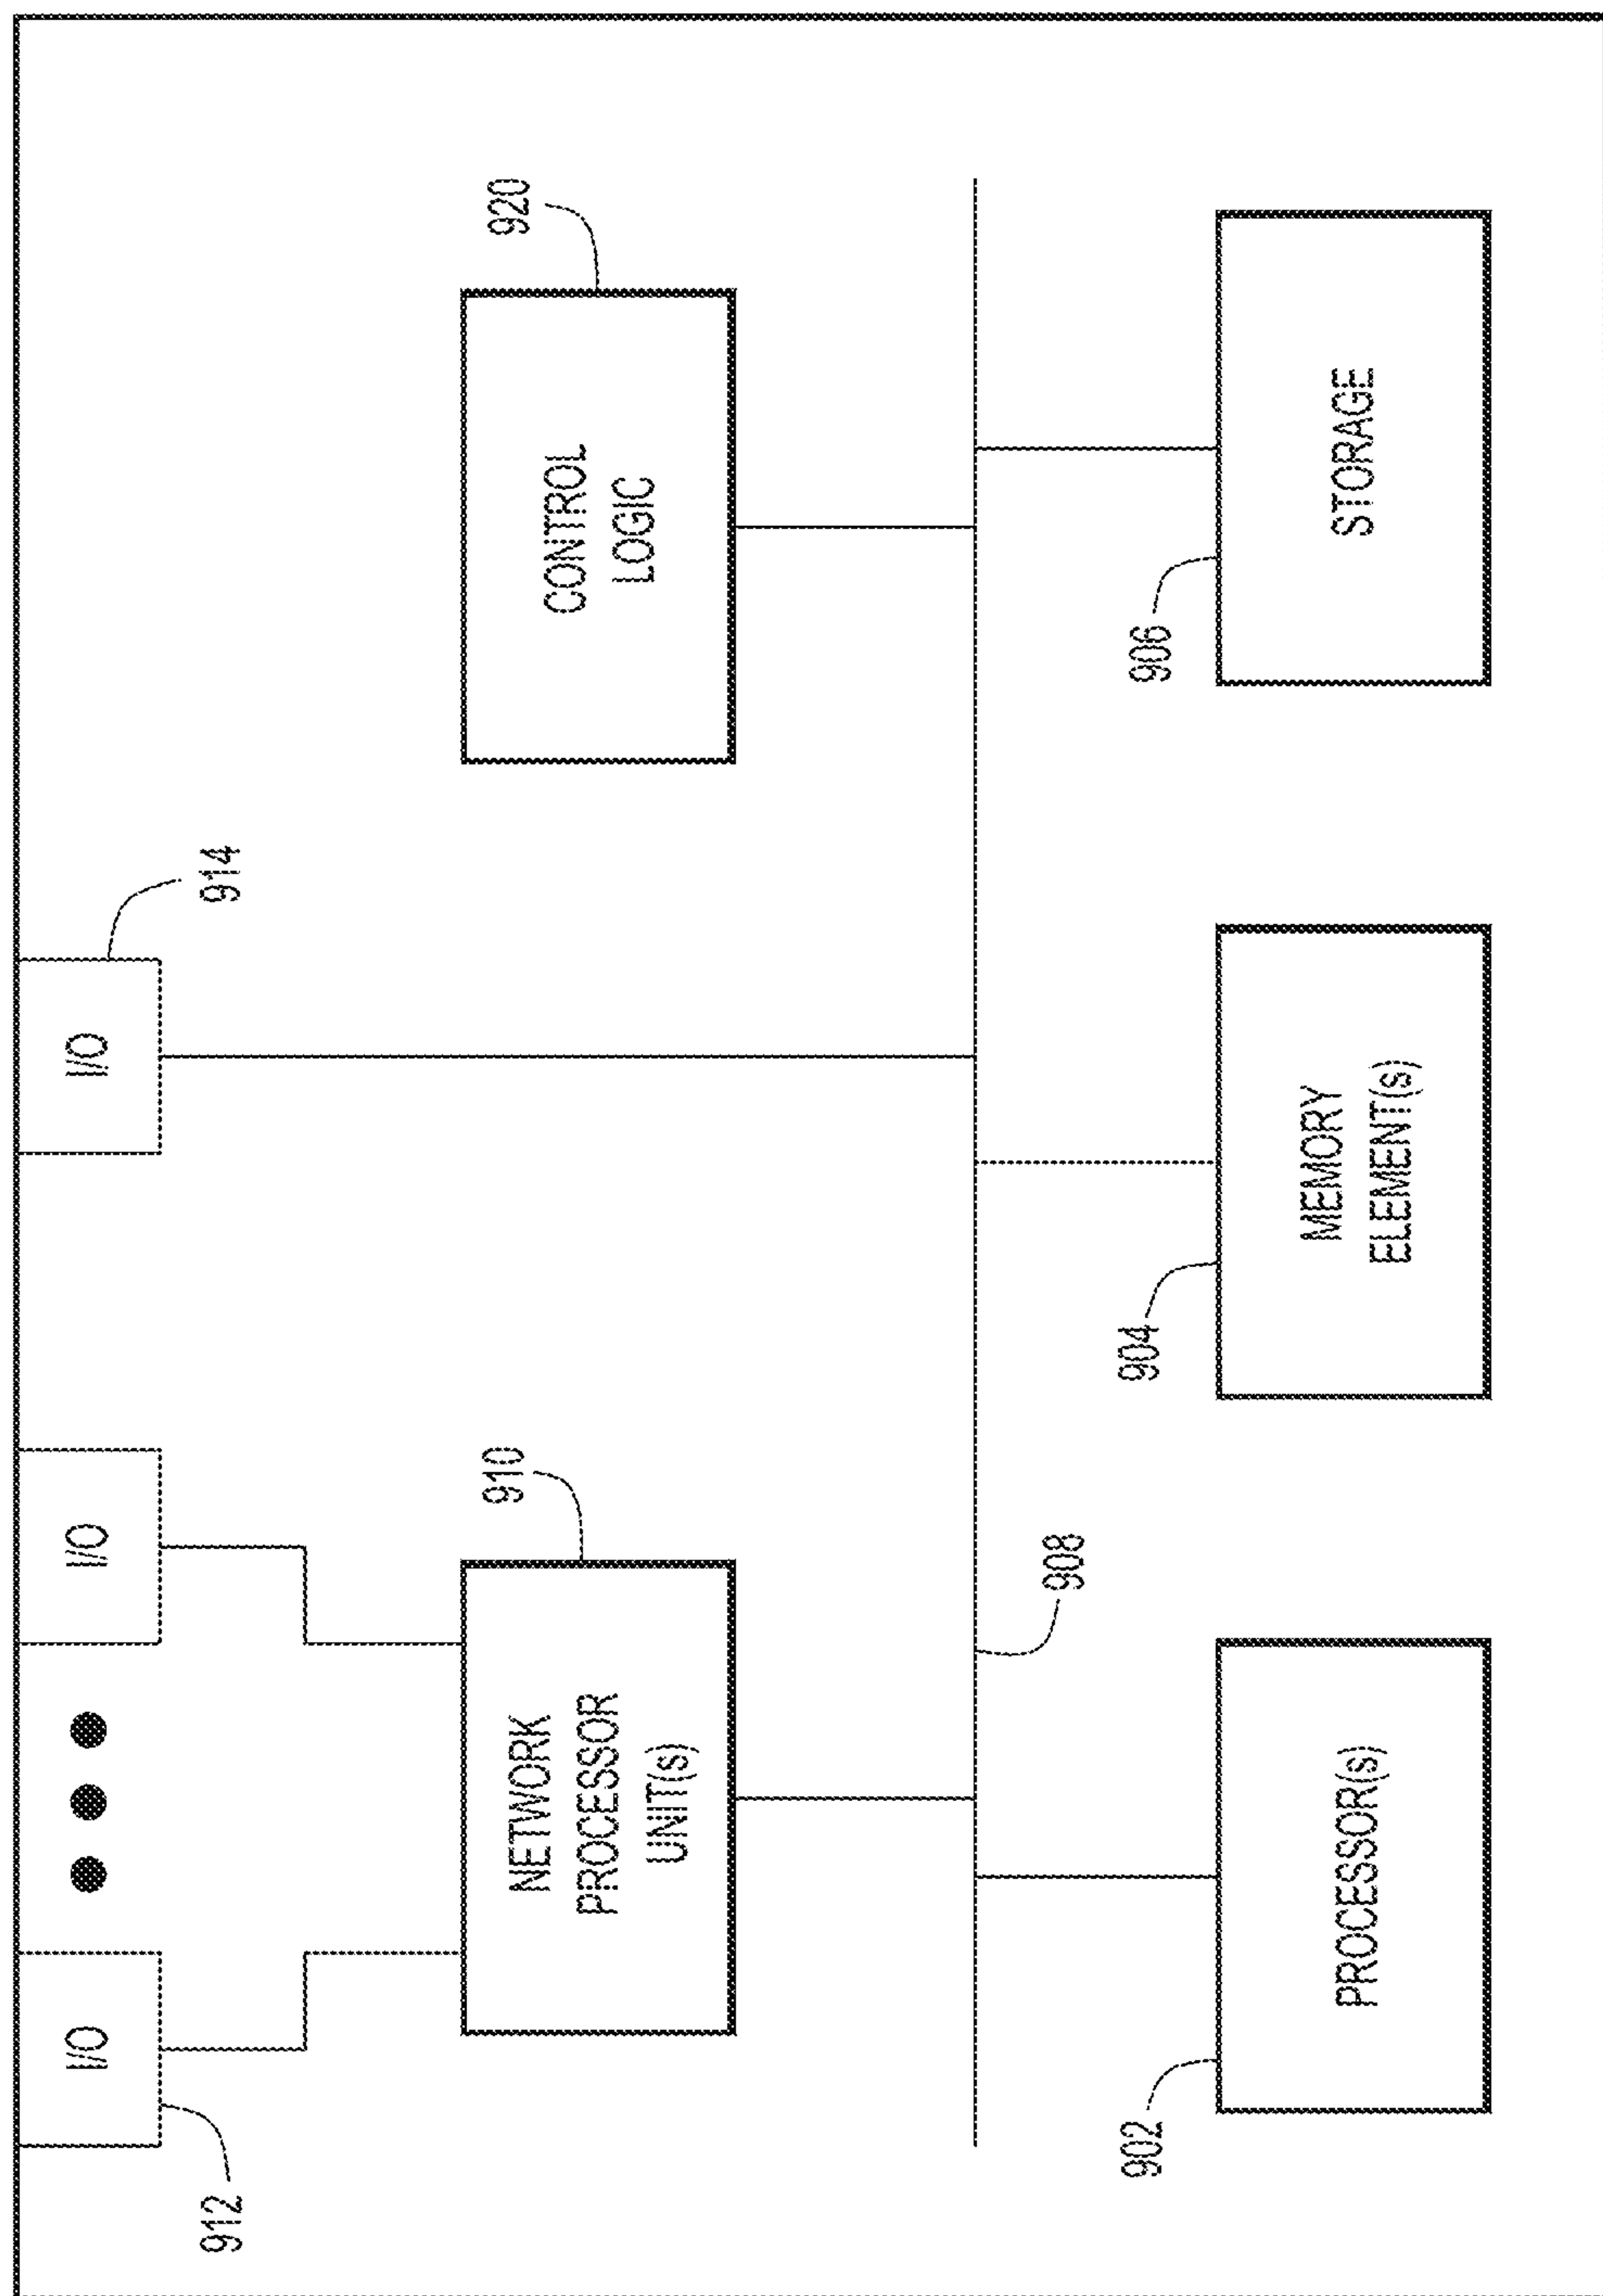 I/O
I/O
I/O
912
914
NETWORK
PROCESSOR
UNIT(s)
910
CONTROL
LOGIC
920
908
902
904
906
PROCESSOR(s)
MEMORY
ELEMENT(s)
STORAGE